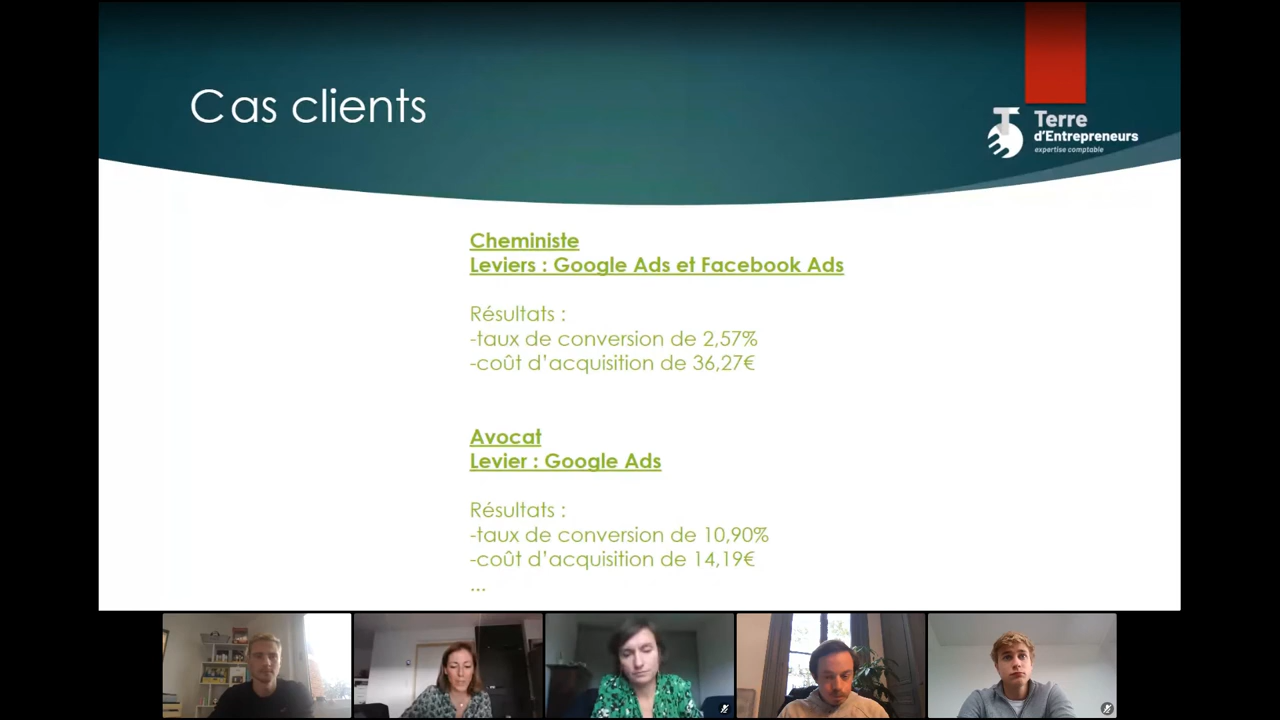 Cas clients
Terre
d'Entrepreneurs
expertise comptable
Cheministe
Leviers : Google Ads et Facebook Ads
Résultats :
-taux de conversion de 2,57%
-coût d’acquisition de 36,27€
Avocat
Levier : Google Ads
Résultats :
-taux de conversion de 10,90%
-coût d’acquisition de 14,19€
...